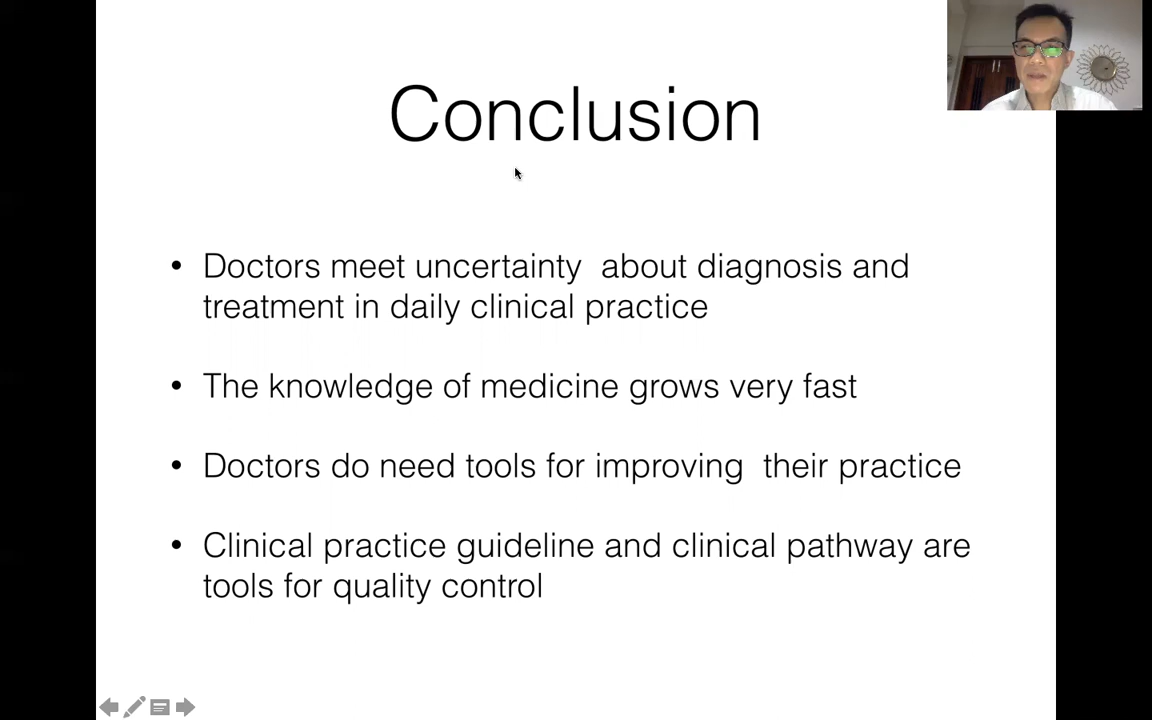 Conclusion
• Doctors meet uncertainty  about diagnosis and
treatment in daily clinical practice
• The knowledge of medicine grows very fast
• Doctors do need tools for improving  their practice
• Clinical practice guideline and clinical pathway are
tools for quality control